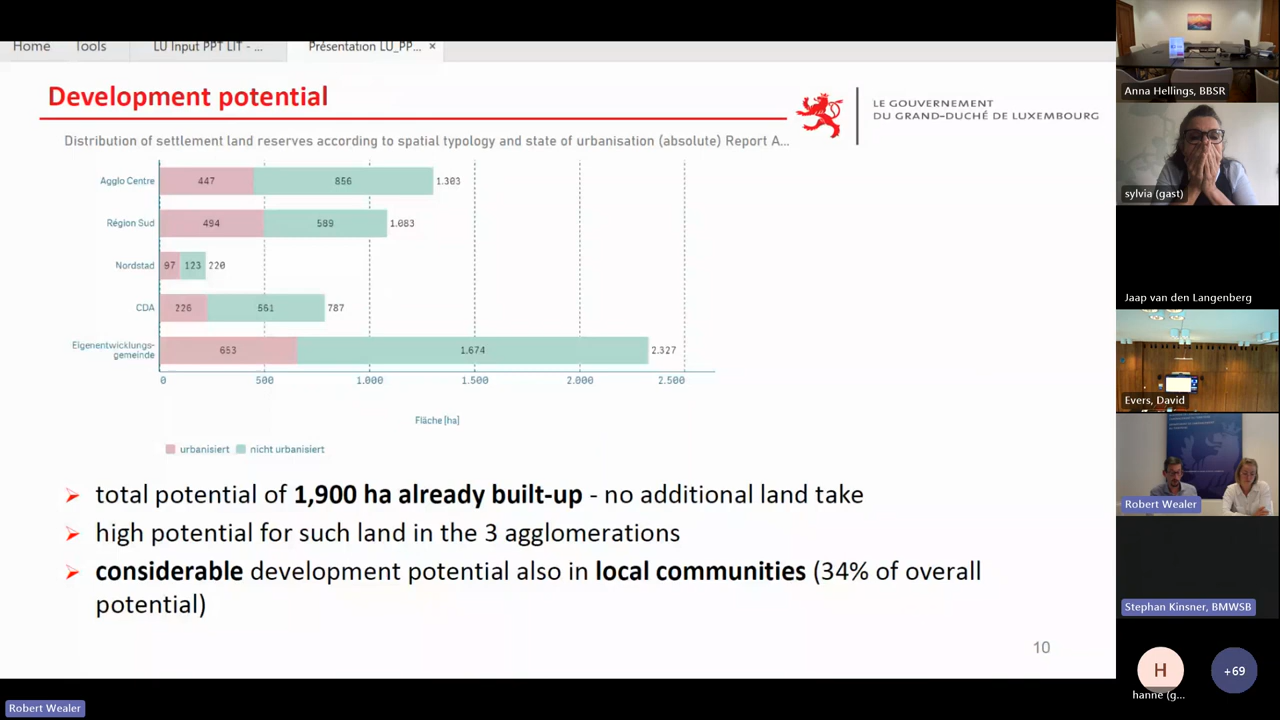 Home Tools LU Input PPT LIT - ... Présentation LU_PP... ×
Development potential
LE GOUVERNEMENT
DU GRAND-DUCHÉ DE LUXEMBOURG
Distribution of settlement land reserves according to spatial typology and state of urbanisation (absolute) Report A...
Agglo Centre 447 856 1.303
Région Sud 494 589 1.083
Nordstad 97 123 220
CDA 226 561 787
Eigenentwicklungs-
gemeinde 653 1.674 2.327
0 500 1.000 1.500 2.000 2.500
Fläche [ha]
urbanisiert nicht urbanisiert
total potential of 1,900 ha already built-up - no additional land take
high potential for such land in the 3 agglomerations
considerable development potential also in local communities (34% of overall
potential)
10
Robert Wealer
Anna Hellings, BBSR
sylvia (gast)
Jaap van den Langenberg
Evers, David
Robert Wealer
Stephan Kinsner, BMWSB
H
hanne (g...
+69